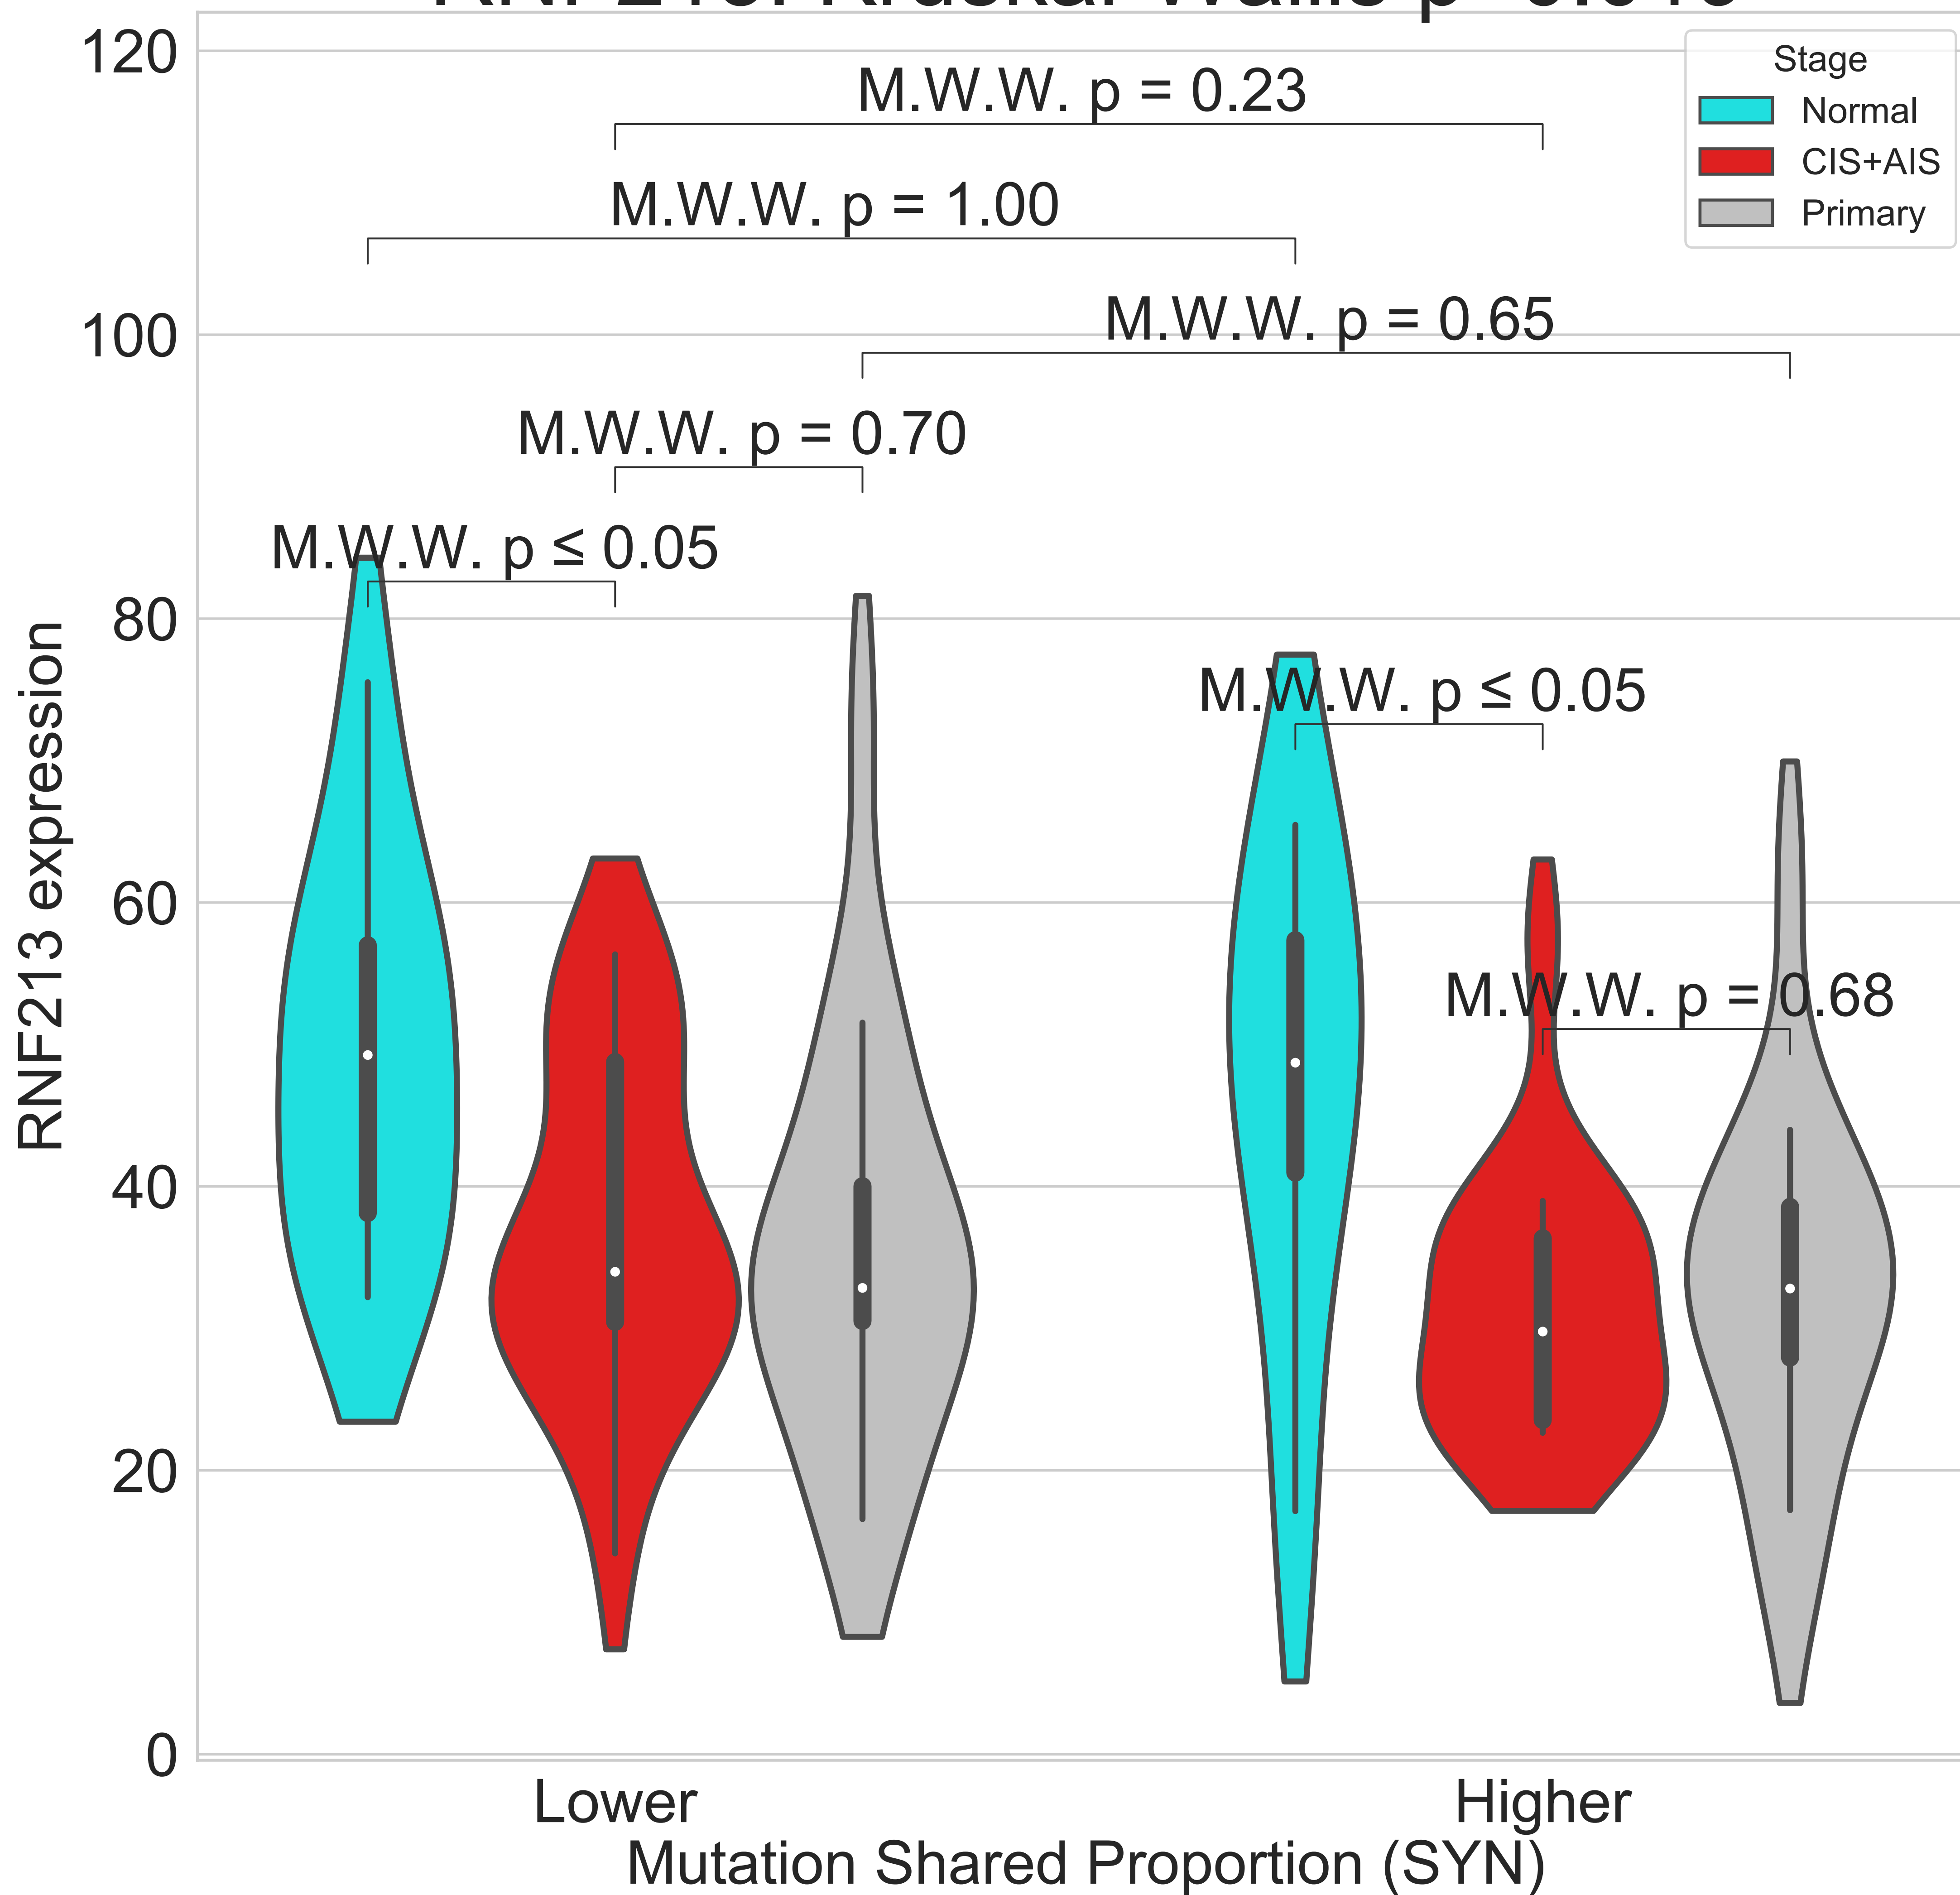 120
M.W.W. p = 0.23
Stage
Normal
CIS+AIS
Primary
M.W.W. p = 1.00
100
M.W.W. p = 0.65
M.W.W. p = 0.70
M.W.W. p ≤ 0.05
80
M.W.W. p ≤ 0.05
60
M.W.W. p = 0.68
RNF213 expression
40
20
0
Lower
Higher
Mutation Shared Proportion (SYN)